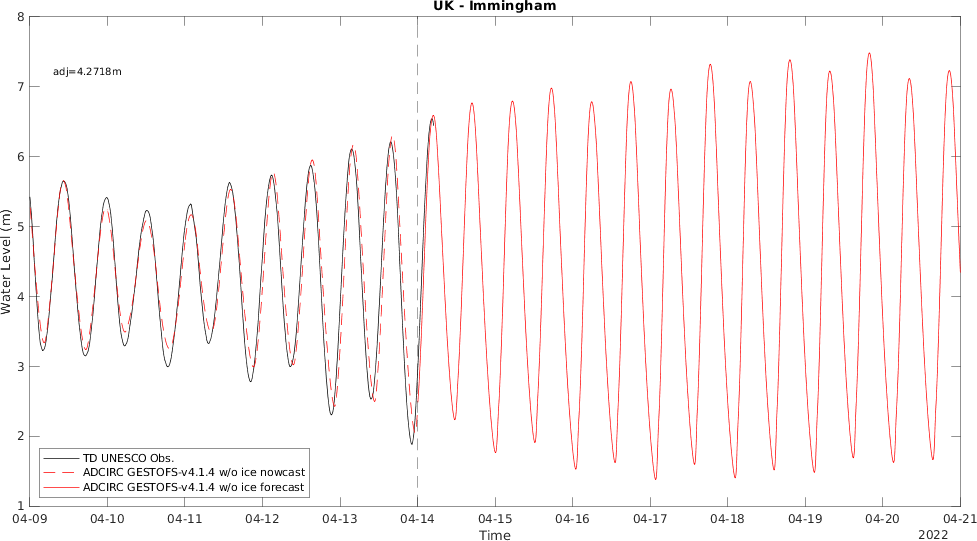 UK - Immingham
8
adj=4.2718m
7
6
5
4
3
2
1
Water Level (m)
TD UNESCO Obs.
ADCIRC GESTOFS-v4.1.4 w/o ice nowcast
ADCIRC GESTOFS-v4.1.4 w/o ice forecast
04-09 04-10 04-11 04-12 04-13 04-14 04-15 04-16 04-17 04-18 04-19 04-20 04-21
Time
2022